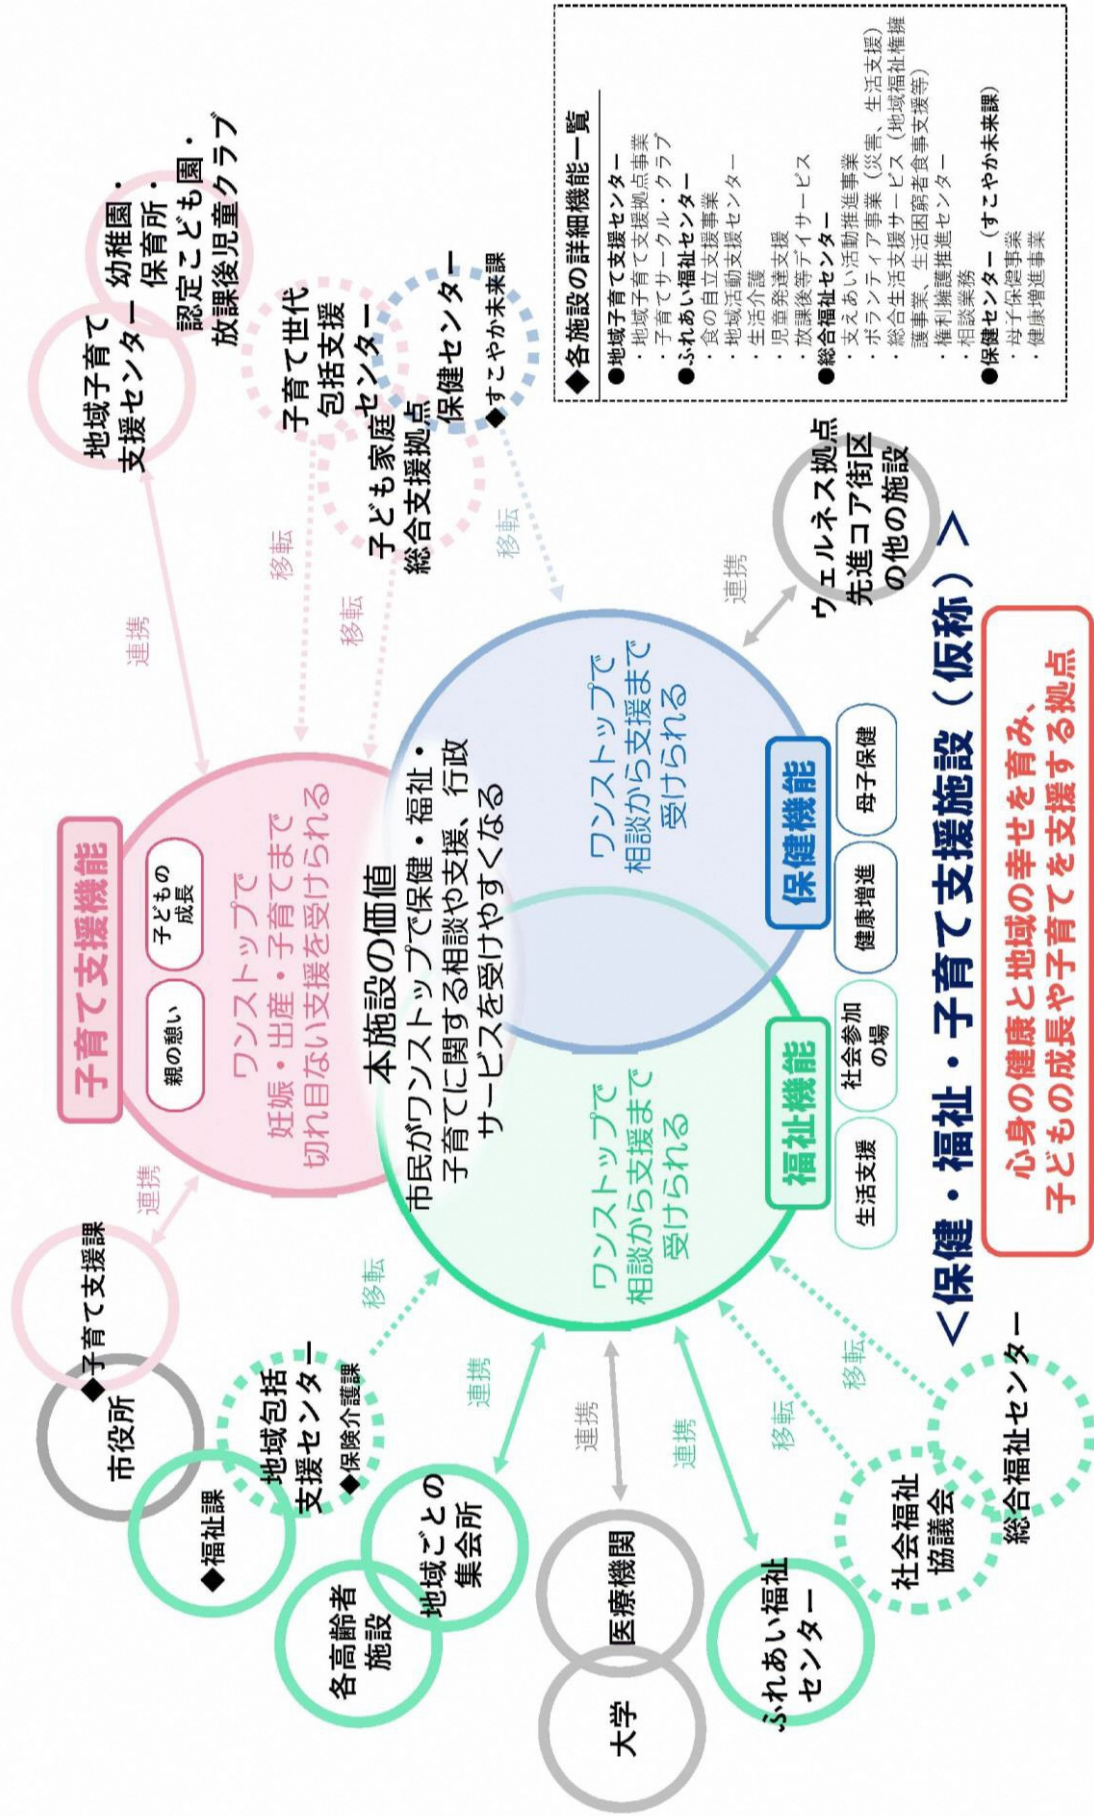 子育て支援機能
親の憩い
子どもの
成長
ワンストップで
妊娠・出産・子育てまで
切れ目ない支援を受けられる
本施設の価値
市民がワンストップで保健・福祉・
子育てに関する相談や支援、行政
サービスを受けやすくなる
ワンストップで
相談から支援まで
受けられる
福祉機能
生活支援
社会参加
の場
ワンストップで
相談から支援まで
受けられる
保健機能
健康増進
母子保健
市役所
◆子育て支援課
◆福祉課
連携
地域包括
支援センター
◆保険介護課
移転
各高齢者
施設
地域ごとの
集会所
連携
大学
医療機関
連携
ふれあい福祉
センター
連携
社会福祉
協議会
移転
総合福祉センター
移転
地域子育て
支援センター
幼稚園・
保育所・
認定こども園・
放課後児童クラブ
連携
子育て世代
包括支援
センター
移転
子ども家庭
総合支援拠点
移転
保健センター
◆すこやか未来課
移転
ウェルネス拠点
先進コア街区
の他の施設
連携
＜保健・福祉・子育て支援施設（仮称）＞
心身の健康と地域の幸せを育み、
子どもの成長や子育てを支援する拠点
◆各施設の詳細機能一覧
●地域子育て支援センター
・地域子育て支援拠点事業
・子育てサークル・クラブ
●ふれあい福祉センター
・食の自立支援事業
・地域活動支援センター
・生活介護
・児童発達支援
・放課後等デイサービス
●総合福祉センター
・支えあい活動推進事業
・ボランティア事業（災害、生活支援）
・総合生活支援サービス（地域福祉権擁
護事業、生活困窮者食事支援等）
・権利擁護推進センター
・相談業務
●保健センター（すこやか未来課）
・母子保健事業
・健康増進事業